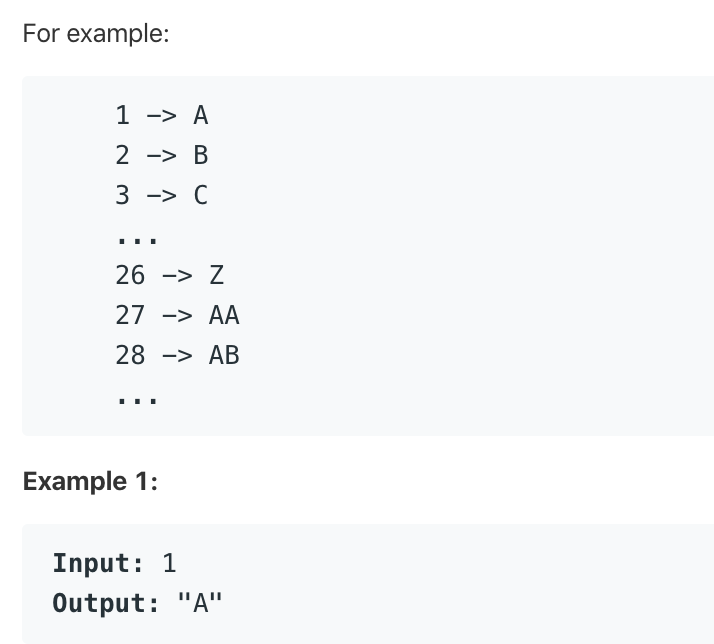 For example:
1 -> A
2 -> B
3 -> C
...
26 -> Z
27 -> AA
28 -> AB
...
Example 1:
Input: 1
Output: "A"